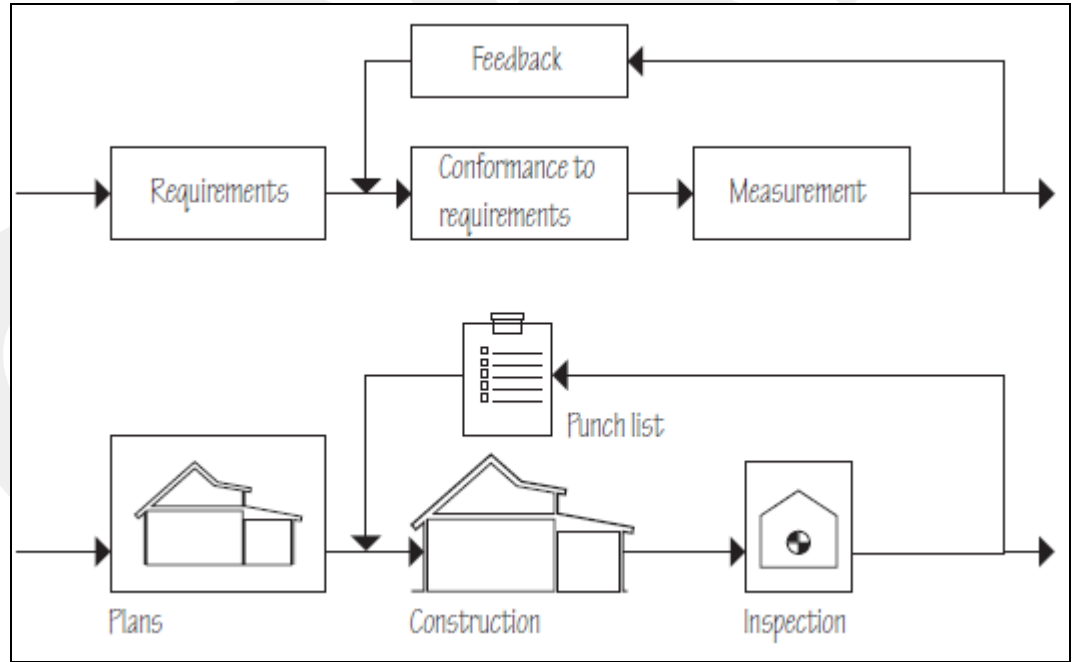 Feedback
Requirements
Conformance to
requirements
Measurement
Punch list
Plans
Construction
Inspection